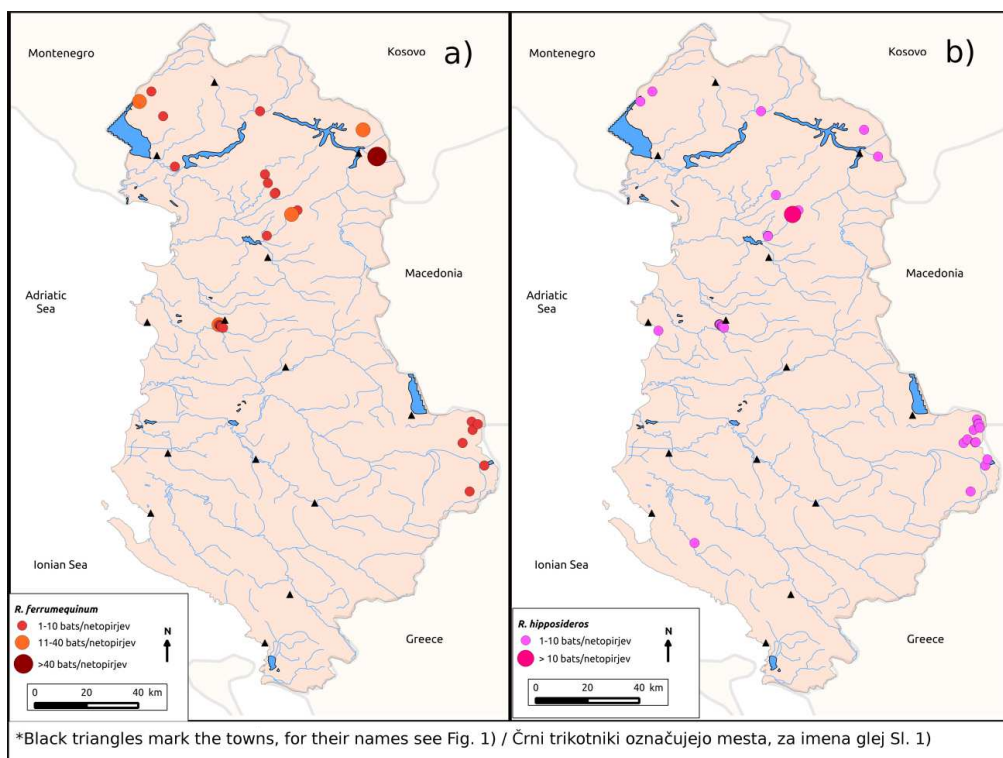 Montenegro
Kosovo
a)
Macedonia
Adriatic
Sea
Ionian Sea
Greece
R. ferrumequinum
1-10 bats/netopirjev
11-40 bats/netopirjev
>40 bats/netopirjev
N
0 20 40 km
Montenegro
Kosovo
b)
Macedonia
Adriatic
Sea
Ionian Sea
Greece
R. hipposideros
1-10 bats/netopirjev
> 10 bats/netopirjev
N
0 20 40 km
*Black triangles mark the towns, for their names see Fig. 1) / Črni trikotniki označujejo mesta, za imena glej Sl. 1)